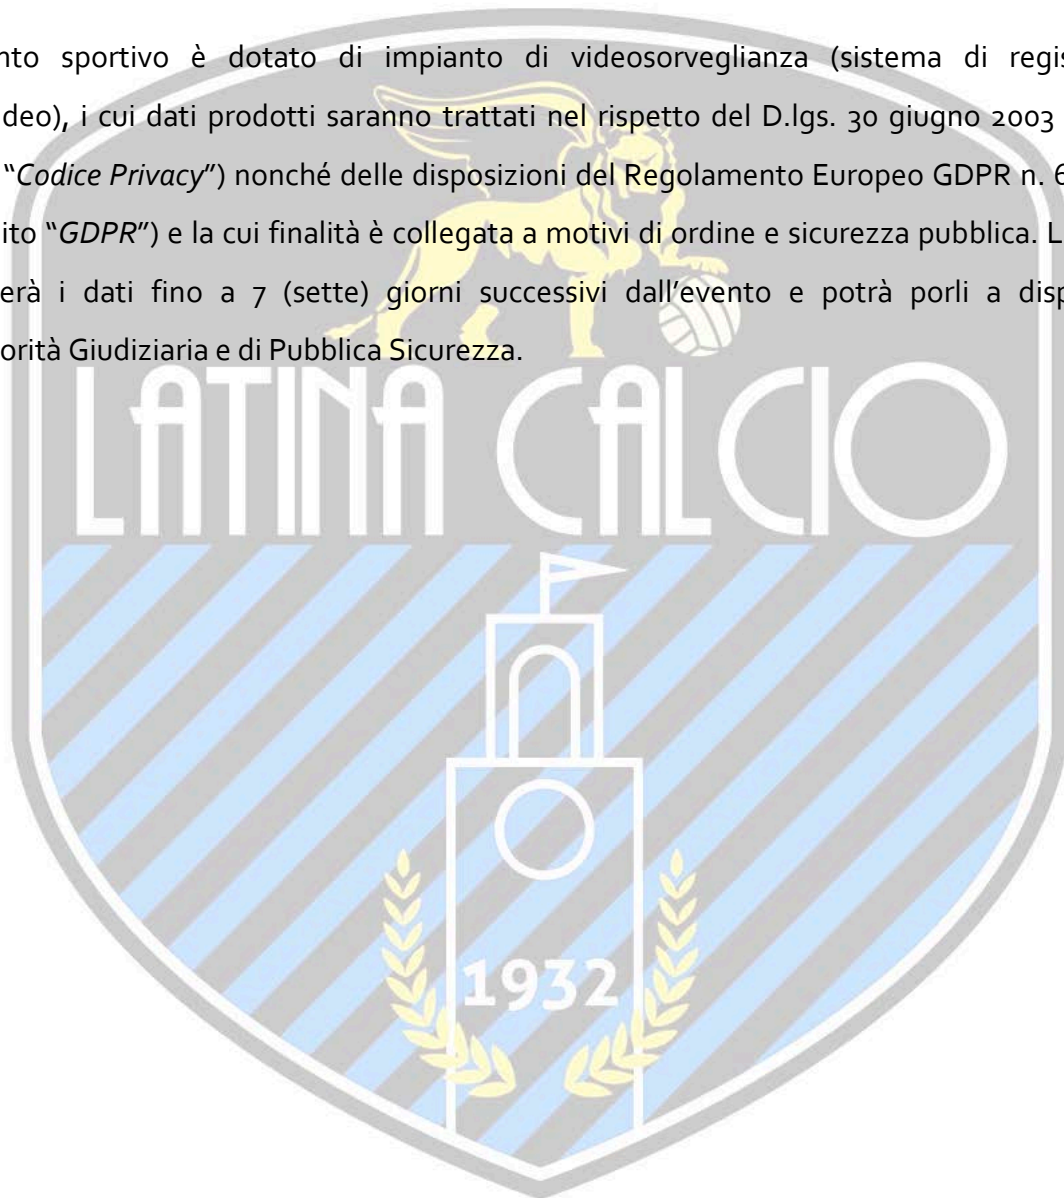 nto sportivo è dotato di impianto di videosorveglianza (sistema di regis
deo), i cui dati prodotti saranno trattati nel rispetto del D.lgs. 30 giugno 2003
“Codice Privacy”) nonché delle disposizioni del Regolamento Europeo GDPR n. 6
ito “GDPR”) e la cui finalità è collegata a motivi di ordine e sicurezza pubblica. L
erà i dati fino a 7 (sette) giorni successivi dall’evento e potrà porli a disp
orità Giudiziaria e di Pubblica Sicurezza.
LATINA CALCIO
1932